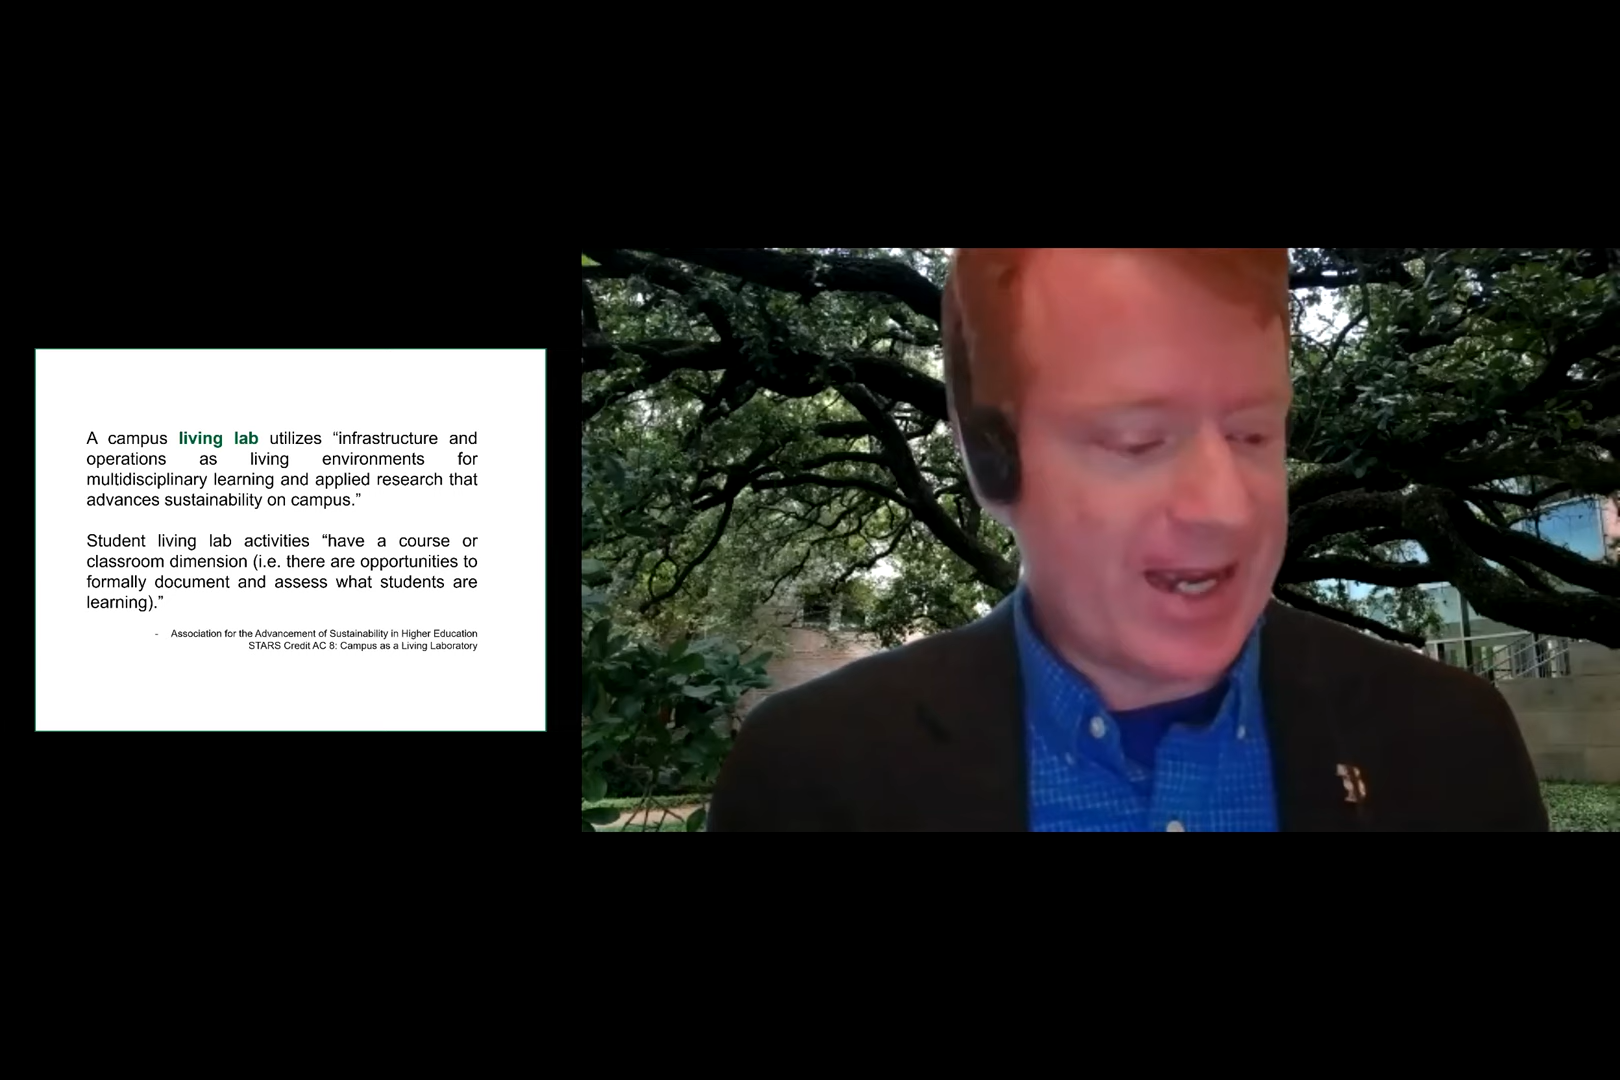 A campus living lab utilizes “infrastructure and
operations as living environments for
multidisciplinary learning and applied research that
advances sustainability on campus.”
Student living lab activities “have a course or
classroom dimension (i.e. there are opportunities to
formally document and assess what students are
learning).”
- Association for the Advancement of Sustainability in Higher Education
STARS Credit AC 8: Campus as a Living Laboratory